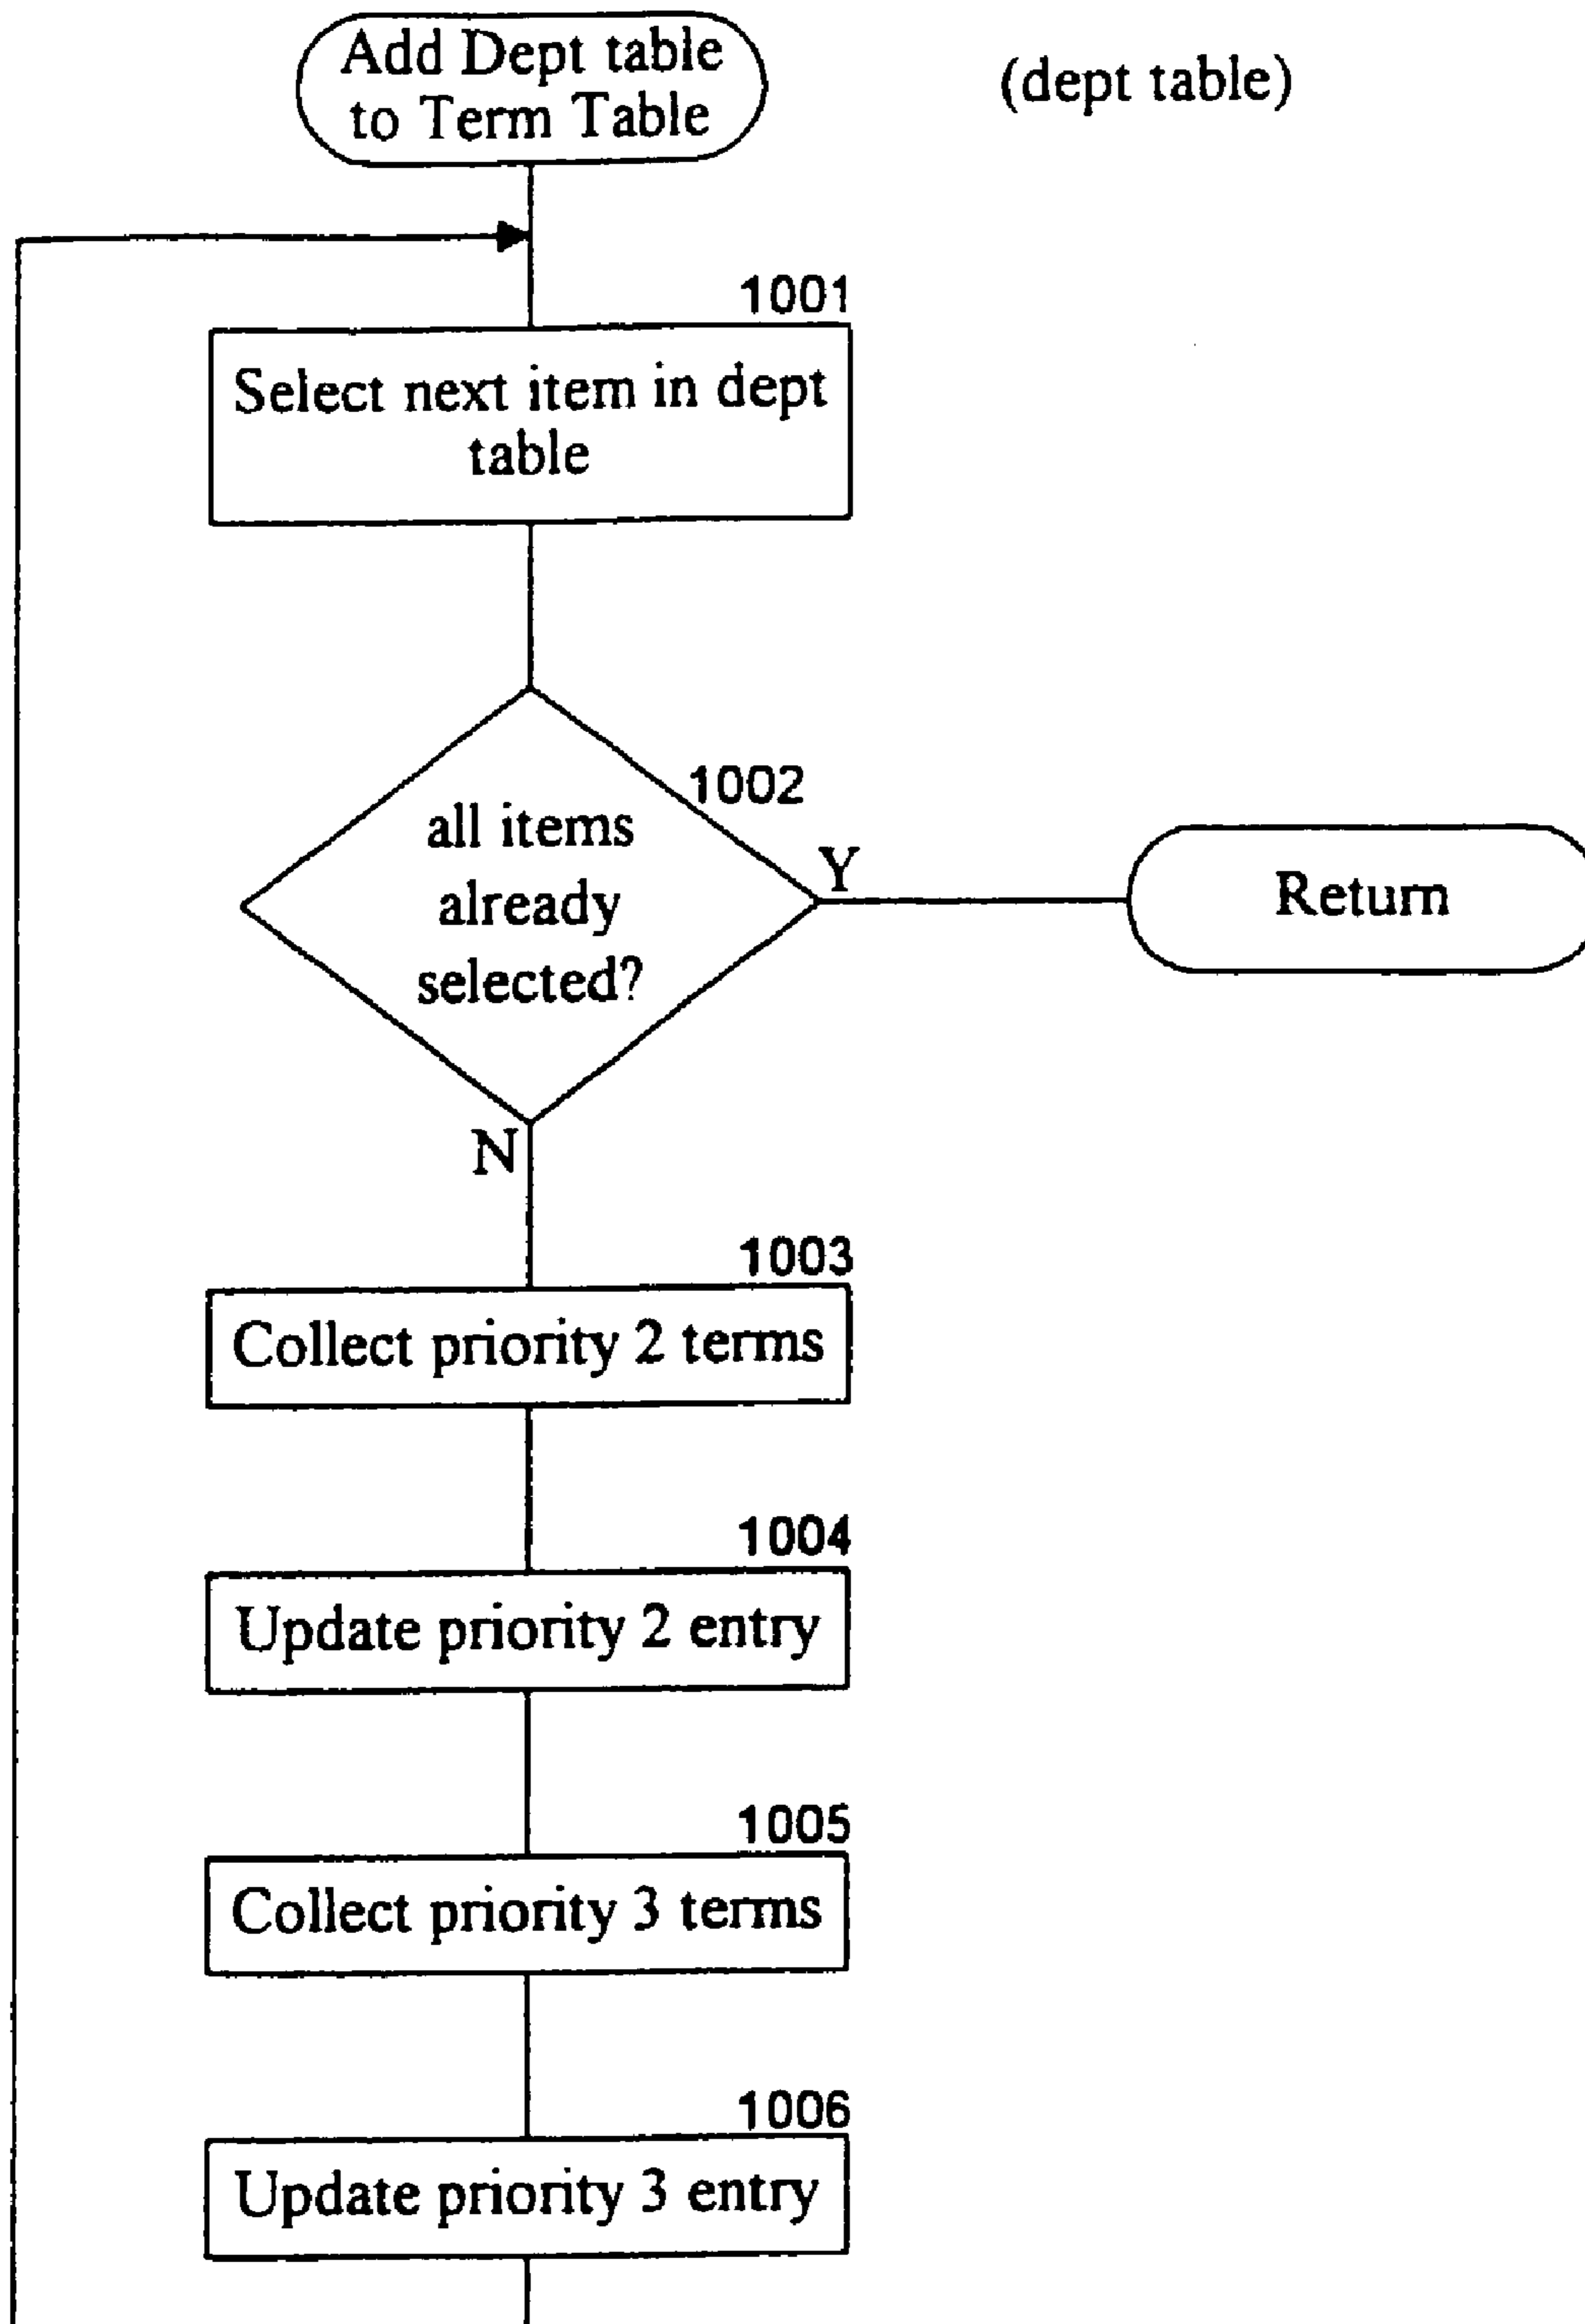 Add Dept table
to Term Table
(dept table)
1001
Select next item in dept
table
1002
all items
already
selected?
Y
Return
N
1003
Collect priority 2 terms
1004
Update priority 2 entry
1005
Collect priority 3 terms
1006
Update priority 3 entry